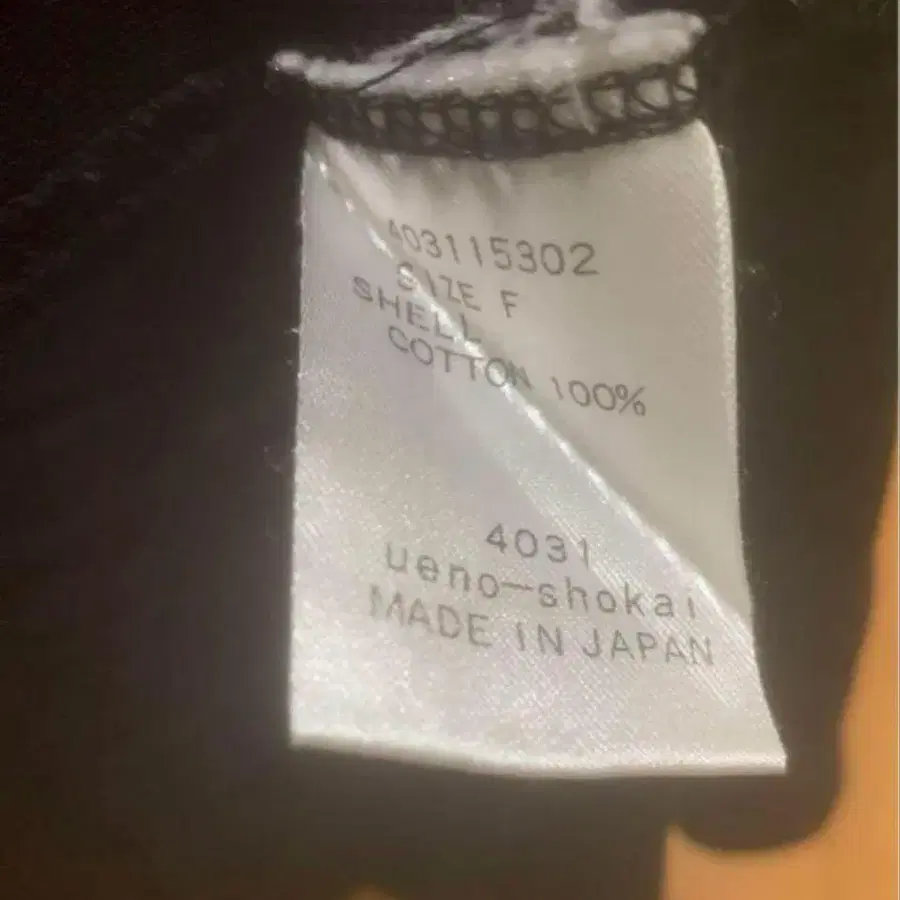 403115302
SIZE F
SHELL
COTTON 100%
4031
ueno-shokai
MADE IN JAPAN